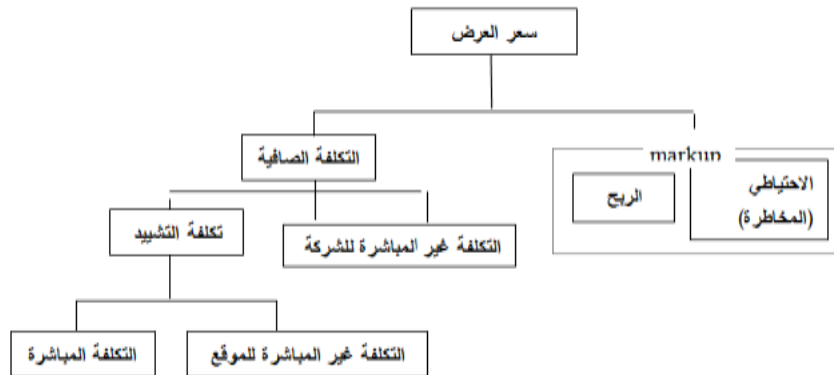 سعر العرض
التكلفة الصافية
markup
الربح
الاحتياطي
(المخاطرة)
تكلفة التشييد
التكلفة غير المباشرة للشركة
التكلفة المباشرة
التكلفة غير المباشرة للموقع